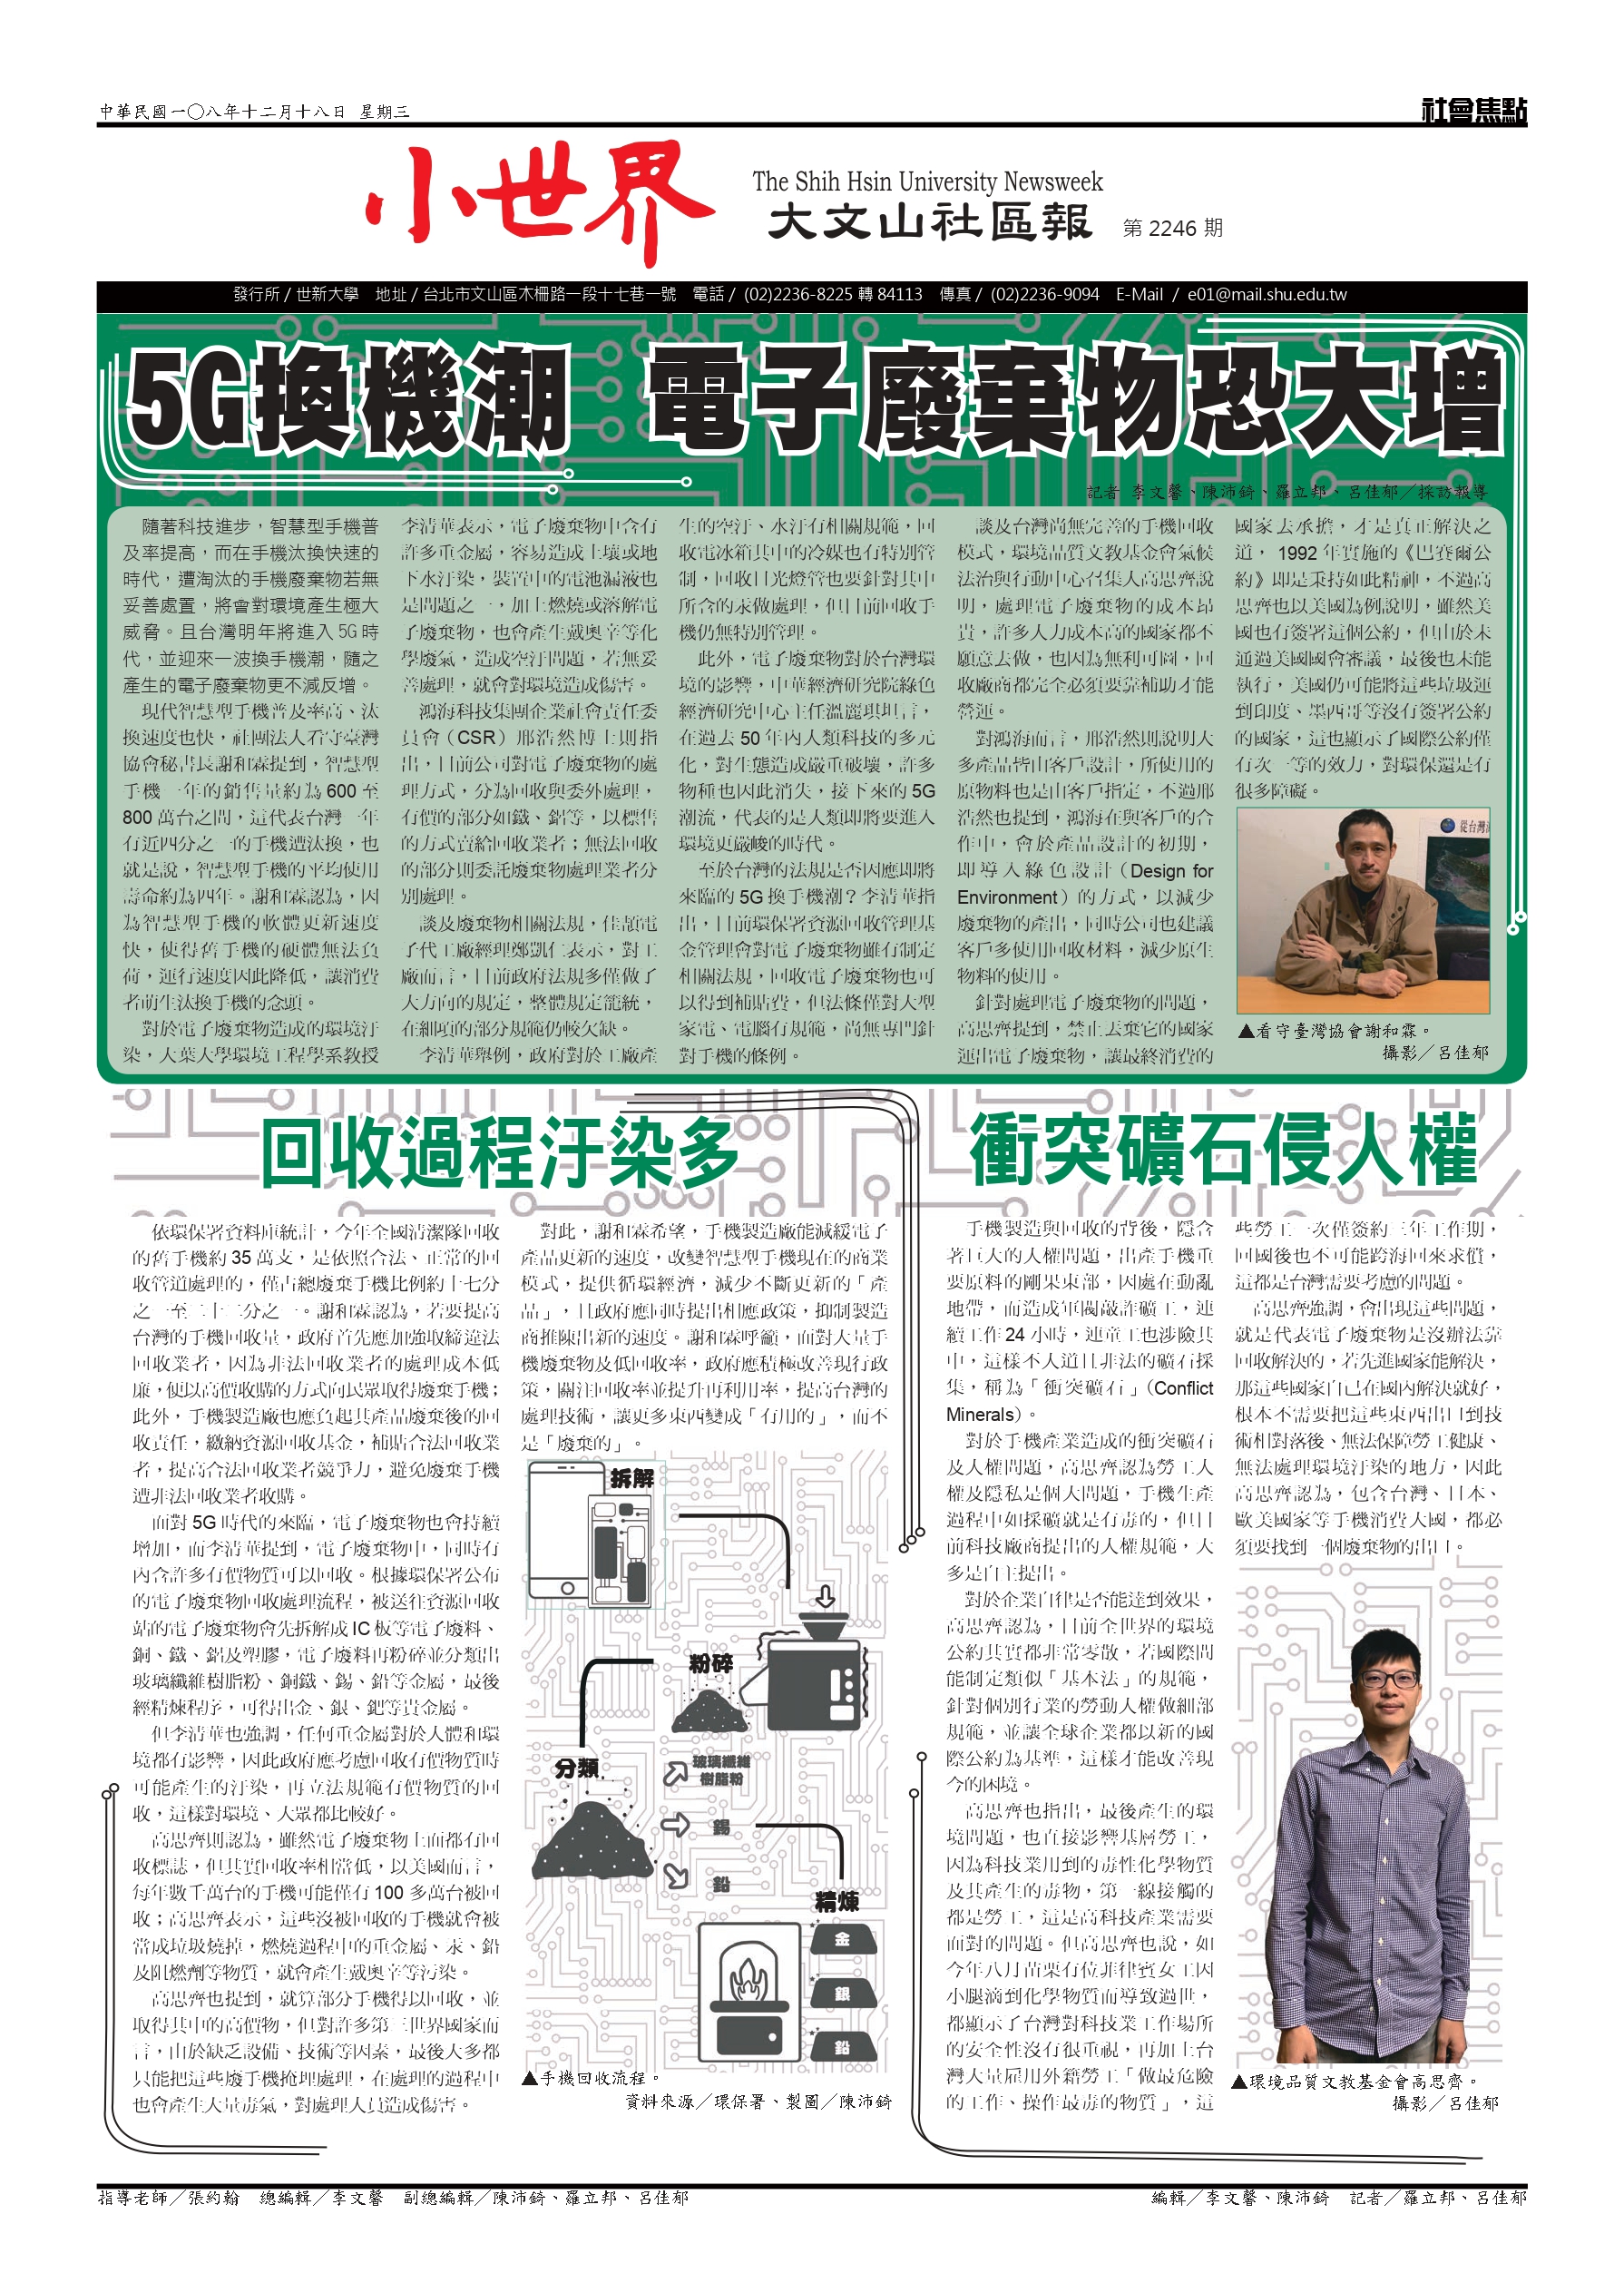 中華民國一〇八年十二月十八日 星期三
社會焦點
小世界
The Shih Hsin University Newsweek
大文山社區報 第 2246 期
發行所 / 世新大學 地址 / 台北市文山區木柵路一段十七巷一號 電話 / (02)2236-8225 轉 84113 傳真 / (02)2236-9094 E-Mail / e01@mail.shu.edu.tw
5G換機潮 電子廢棄物恐大增
記者 李文馨、陳沛錡、羅立邦、呂佳郁／採訪報導
隨著科技進步，智慧型手機普
及率提高，而在手機汰換快速的
時代，遭淘汰的手機廢棄物若無
妥善處置，將會對環境產生極大
威脅。且台灣明年將進入 5G 時
代，並迎來一波換手機潮，隨之
產生的電子廢棄物更不減反增。
現代智慧型手機普及率高、汰
換速度也快，社團法人看守臺灣
協會秘書長謝和霖提到，智慧型
手機一年的銷售量約為 600 至
800 萬台之間，這代表台灣一年
有近四分之一的手機遭汰換，也
就是說，智慧型手機的平均使用
壽命約為四年。謝和霖認為，因
為智慧型手機的軟體更新速度
快，使得舊手機的硬體無法負
荷，運行速度因此降低，讓消費
者萌生汰換手機的念頭。
對於電子廢棄物造成的環境汙
染，大葉大學環境工程學系教授
李清華表示，電子廢棄物中含有
許多重金屬，容易造成土壤或地
下水汙染，裝置中的電池漏液也
是問題之一，加上燃燒或溶解電
子廢棄物，也會產生戴奧辛等化
學廢氣，造成空汙問題，若無妥
善處理，就會對環境造成傷害。
鴻海科技集團企業社會責任委
員會（CSR）邢浩然博士則指
出，目前公司對電子廢棄物的處
理方式，分為回收與委外處理，
有價的部分如鐵、鋁等，以標售
的方式賣給回收業者；無法回收
的部分則委託廢棄物處理業者分
別處理。
談及廢棄物相關法規，佳穎電
子代工廠經理鄭凱仁表示，對工
廠而言，目前政府法規多僅做了
大方向的規定，整體規定籠統，
在細項的部分規範仍較欠缺。
李清華舉例，政府對於工廠產
生的空汙、水汙有相關規範，回
收電冰箱其中的冷媒也有特別管
制，回收日光燈管也要針對其中
所含的汞做處理，但目前回收手
機仍無特別管理。
此外，電子廢棄物對於台灣環
境的影響，中華經濟研究院綠色
經濟研究中心主任溫麗琪坦言，
在過去 50 年內人類科技的多元
化，對生態造成嚴重破壞，許多
物種也因此消失，接下來的 5G
潮流，代表的是人類即將要進入
環境更嚴峻的時代。
至於台灣的法規是否因應即將
來臨的 5G 換手機潮？李清華指
出，目前環保署資源回收管理基
金管理會對電子廢棄物雖有制定
相關法規，回收電子廢棄物也可
以得到補貼費，但法條僅對大型
家電、電腦有規範，尚無專門針
對手機的條例。
談及台灣尚無完善的手機回收
模式，環境品質文教基金會氣候
法治與行動中心召集人高思齊說
明，處理電子廢棄物的成本昂
貴，許多人力成本高的國家都不
願意去做，也因為無利可圖，回
收廠商都完全必須要靠補助才能
營運。
對鴻海而言，邢浩然則說明大
多產品皆由客戶設計，所使用的
原物料也是由客戶指定，不過邢
浩然也提到，鴻海在與客戶的合
作中，會於產品設計的初期，
即導入綠色設計（Design for
Environment）的方式，以減少
廢棄物的產出，同時公司也建議
客戶多使用回收材料，減少原生
物料的使用。
針對處理電子廢棄物的問題，
高思齊提到，禁止丟棄它的國家
運出電子廢棄物，讓最終消費的
國家去承擔，才是真正解決之
道， 1992 年實施的《巴賽爾公
約》即是秉持如此精神，不過高
思齊也以美國為例說明，雖然美
國也有簽署這個公約，但由於未
通過美國國會審議，最後也未能
執行，美國仍可能將這些垃圾運
到印度、墨西哥等沒有簽署公約
的國家，這也顯示了國際公約僅
有次一等的效力，對環保還是有
很多障礙。
從台灣
▲看守臺灣協會謝和霖。
攝影／呂佳郁
回收過程汙染多
依環保署資料庫統計，今年全國清潔隊回收
的舊手機約 35 萬支，是依照合法、正常的回
收管道處理的，僅占總廢棄手機比例約十七分
之一至二十三分之一。謝和霖認為，若要提高
台灣的手機回收量，政府首先應加強取締違法
回收業者，因為非法回收業者的處理成本低
廉，便以高價收購的方式向民眾取得廢棄手機；
此外，手機製造廠也應負起其產品廢棄後的回
收責任，繳納資源回收基金，補貼合法回收業
者，提高合法回收業者競爭力，避免廢棄手機
遭非法回收業者收購。
面對 5G 時代的來臨，電子廢棄物也會持續
增加，而李清華提到，電子廢棄物中，同時有
內含許多有價物質可以回收。根據環保署公布
的電子廢棄物回收處理流程，被送往資源回收
站的電子廢棄物會先拆解成 IC 板等電子廢料、
銅、鐵、鋁及塑膠，電子廢料再粉碎並分類出
玻璃纖維樹脂粉、銅鐵、錫、鉛等金屬，最後
經精煉程序，可得出金、銀、鈀等貴金屬。
但李清華也強調，任何重金屬對於人體和環
境都有影響，因此政府應考慮回收有價物質時
可能產生的汙染，再立法規範有價物質的回
收，這樣對環境、大眾都比較好。
高思齊則認為，雖然電子廢棄物上面都有回
收標誌，但其實回收率相當低，以美國而言，
每年數千萬台的手機可能僅有 100 多萬台被回
收；高思齊表示，這些沒被回收的手機就會被
當成垃圾燒掉，燃燒過程中的重金屬、汞、鉛
及阻燃劑等物質，就會產生戴奧辛等汙染。
高思齊也提到，就算部分手機得以回收，並
取得其中的高價物，但對許多第三世界國家而
言，由於缺乏設備、技術等因素，最後大多都
只能把這些廢手機掩埋處理，在處理的過程中
也會產生大量毒氣，對處理人員造成傷害。
對此，謝和霖希望，手機製造廠能減緩電子
產品更新的速度，改變智慧型手機現在的商業
模式，提供循環經濟，減少不斷更新的「產
品」，且政府應同時提出相應政策，抑制製造
商推陳出新的速度。謝和霖呼籲，面對大量手
機廢棄物及低回收率，政府應積極改善現行政
策，關注回收率並提升再利用率，提高台灣的
處理技術，讓更多東西變成「有用的」，而不
是「廢棄的」。
拆解
粉碎
分類
玻璃纖維
樹脂粉
錫
鉛
精煉
金
銀
鉛
▲手機回收流程。
資料來源／環保署、製圖／陳沛錡
衝突礦石侵人權
手機製造與回收的背後，隱含
著巨大的人權問題，出產手機重
要原料的剛果東部，因處在動亂
地帶，而造成軍閥敲詐礦工，連
續工作 24 小時，連童工也涉險其
中，這樣不人道且非法的礦石採
集，稱為「衝突礦石」（Conflict
Minerals）。
對於手機產業造成的衝突礦石
及人權問題，高思齊認為勞工人
權及隱私是個大問題，手機生產
過程中如採礦就是有毒的，但目
前科技廠商提出的人權規範，大
多是自主提出。
對於企業自律是否能達到效果，
高思齊認為，目前全世界的環境
公約其實都非常零散，若國際間
能制定類似「基本法」的規範，
針對個別行業的勞動人權做細部
規範，並讓全球企業都以新的國
際公約為基準，這樣才能改善現
今的困境。
高思齊也指出，最後產生的環
境問題，也直接影響基層勞工，
因為科技業用到的毒性化學物質
及其產生的毒物，第一線接觸的
都是勞工，這是高科技產業需要
面對的問題。但高思齊也說，如
今年八月苗栗有位菲律賓女工因
小腿滴到化學物質而導致過世，
都顯示了台灣對科技業工作場所
的安全性沒有很重視，再加上台
灣大量雇用外籍勞工「做最危險
的工作、操作最毒的物質」，這
些勞工一次僅簽約三年工作期，
回國後也不可能跨海回來求償，
這都是台灣需要考慮的問題。
高思齊強調，會出現這些問題，
就是代表電子廢棄物是沒辦法靠
回收解決的，若先進國家能解決，
那這些國家自己在國內解決就好，
根本不需要把這些東西出口到技
術相對落後、無法保障勞工健康、
無法處理環境汙染的地方，因此
高思齊認為，包含台灣、日本、
歐美國家等手機消費大國，都必
須要找到一個廢棄物的出口。
▲環境品質文教基金會高思齊。
攝影／呂佳郁
指導老師／張約翰 總編輯／李文馨 副總編輯／陳沛錡、羅立邦、呂佳郁
編輯／李文馨、陳沛錡 記者／羅立邦、呂佳郁